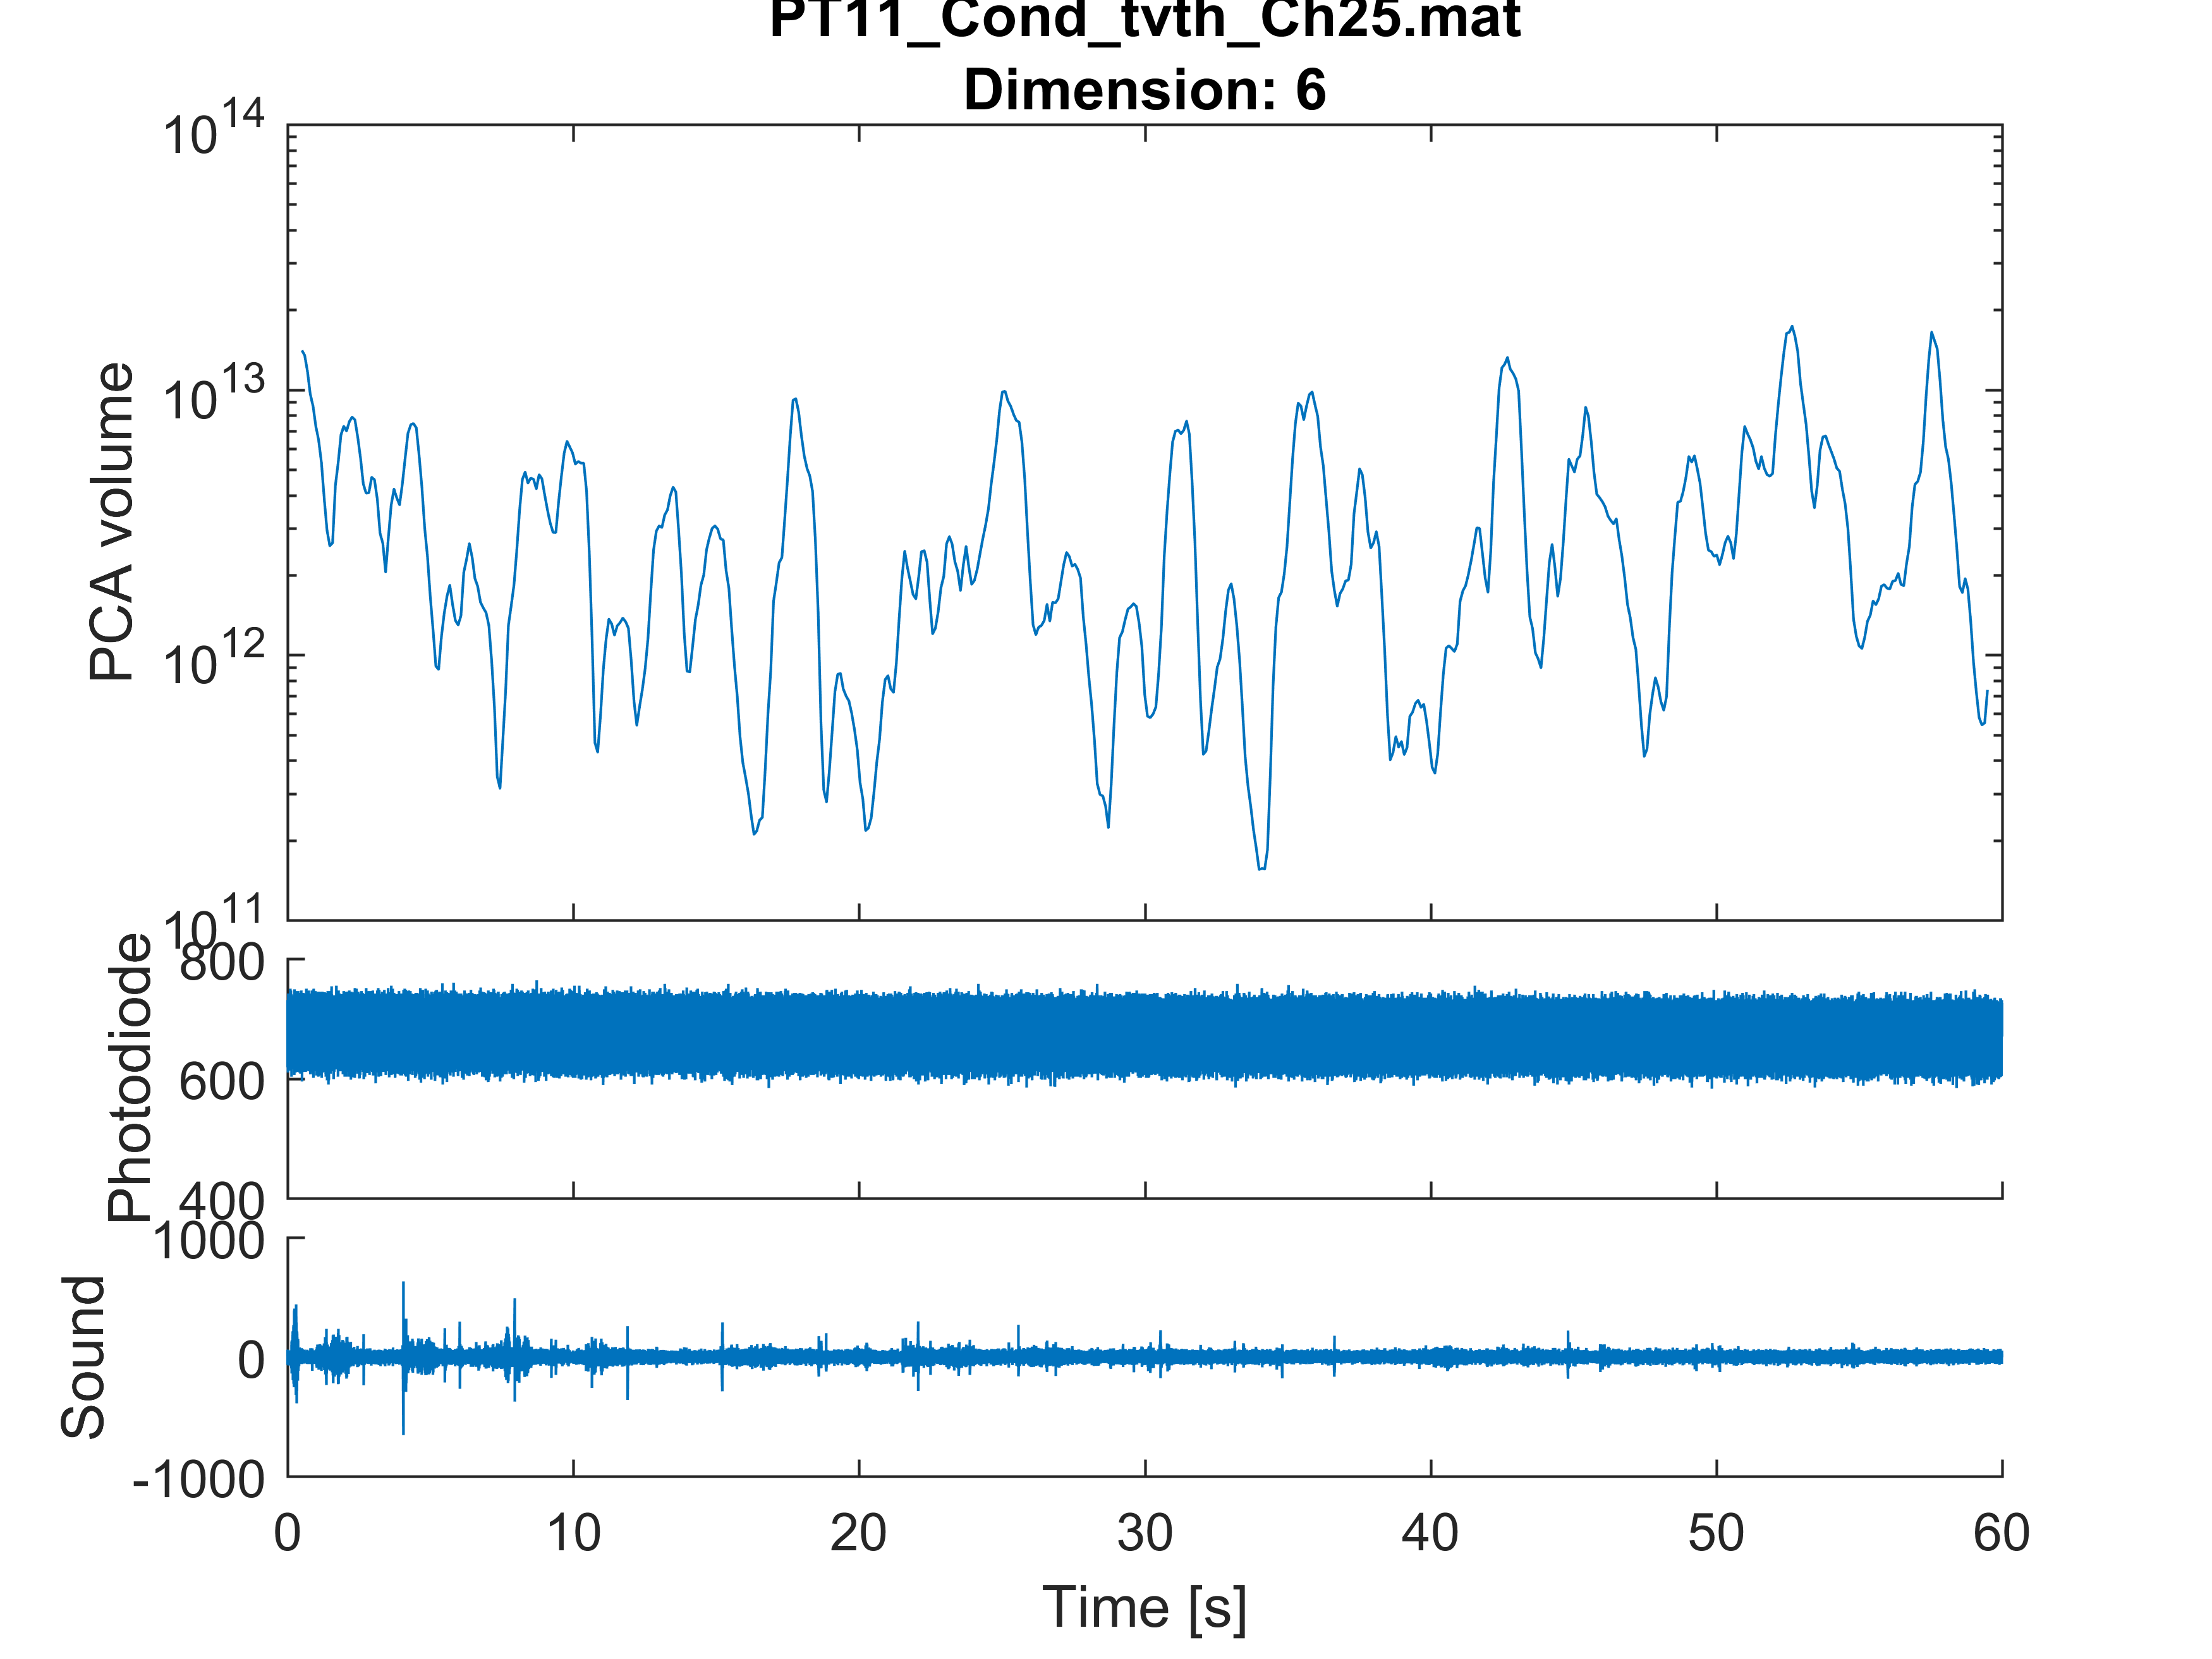 PT11_Cond_tvth_Ch25.mat
Dimension: 6
10^14
10^13
10^12
10^11
PCA volume
800
600
400
Photodiode
1000
0
-1000
Sound
0 10 20 30 40 50 60
Time [s]